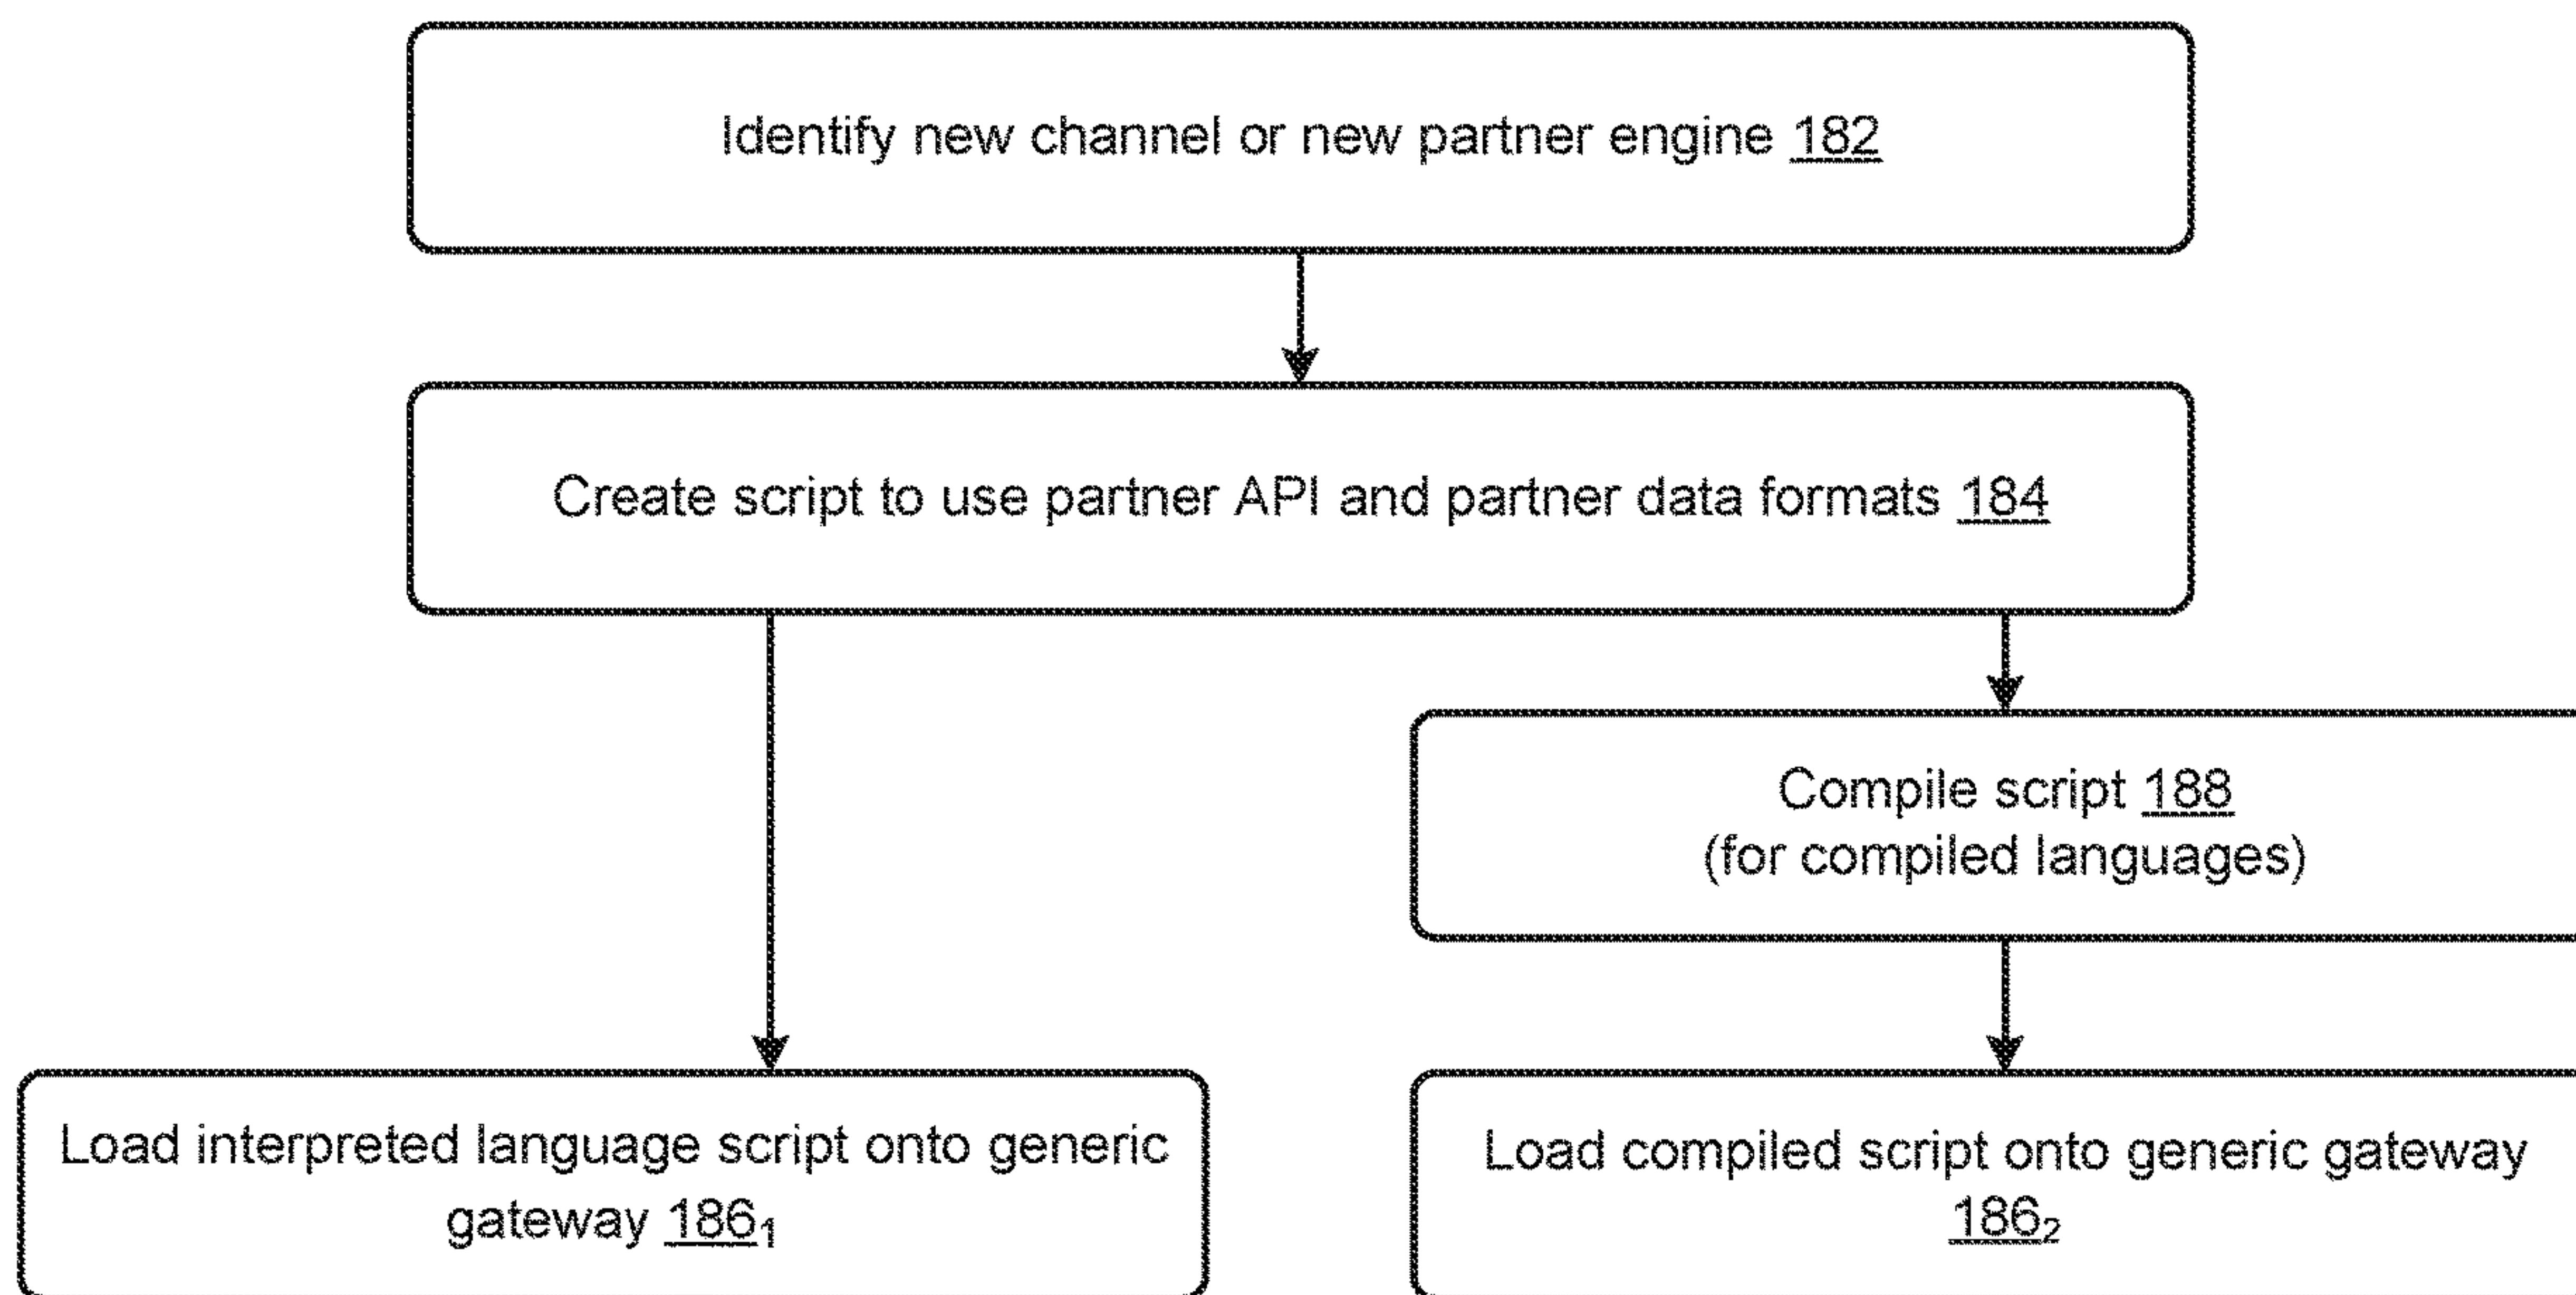 Identify new channel or new partner engine 182
Create script to use partner API and partner data formats 184
Compile script 188
(for compiled languages)
Load interpreted language script onto generic
gateway 186₁
Load compiled script onto generic gateway
186₂